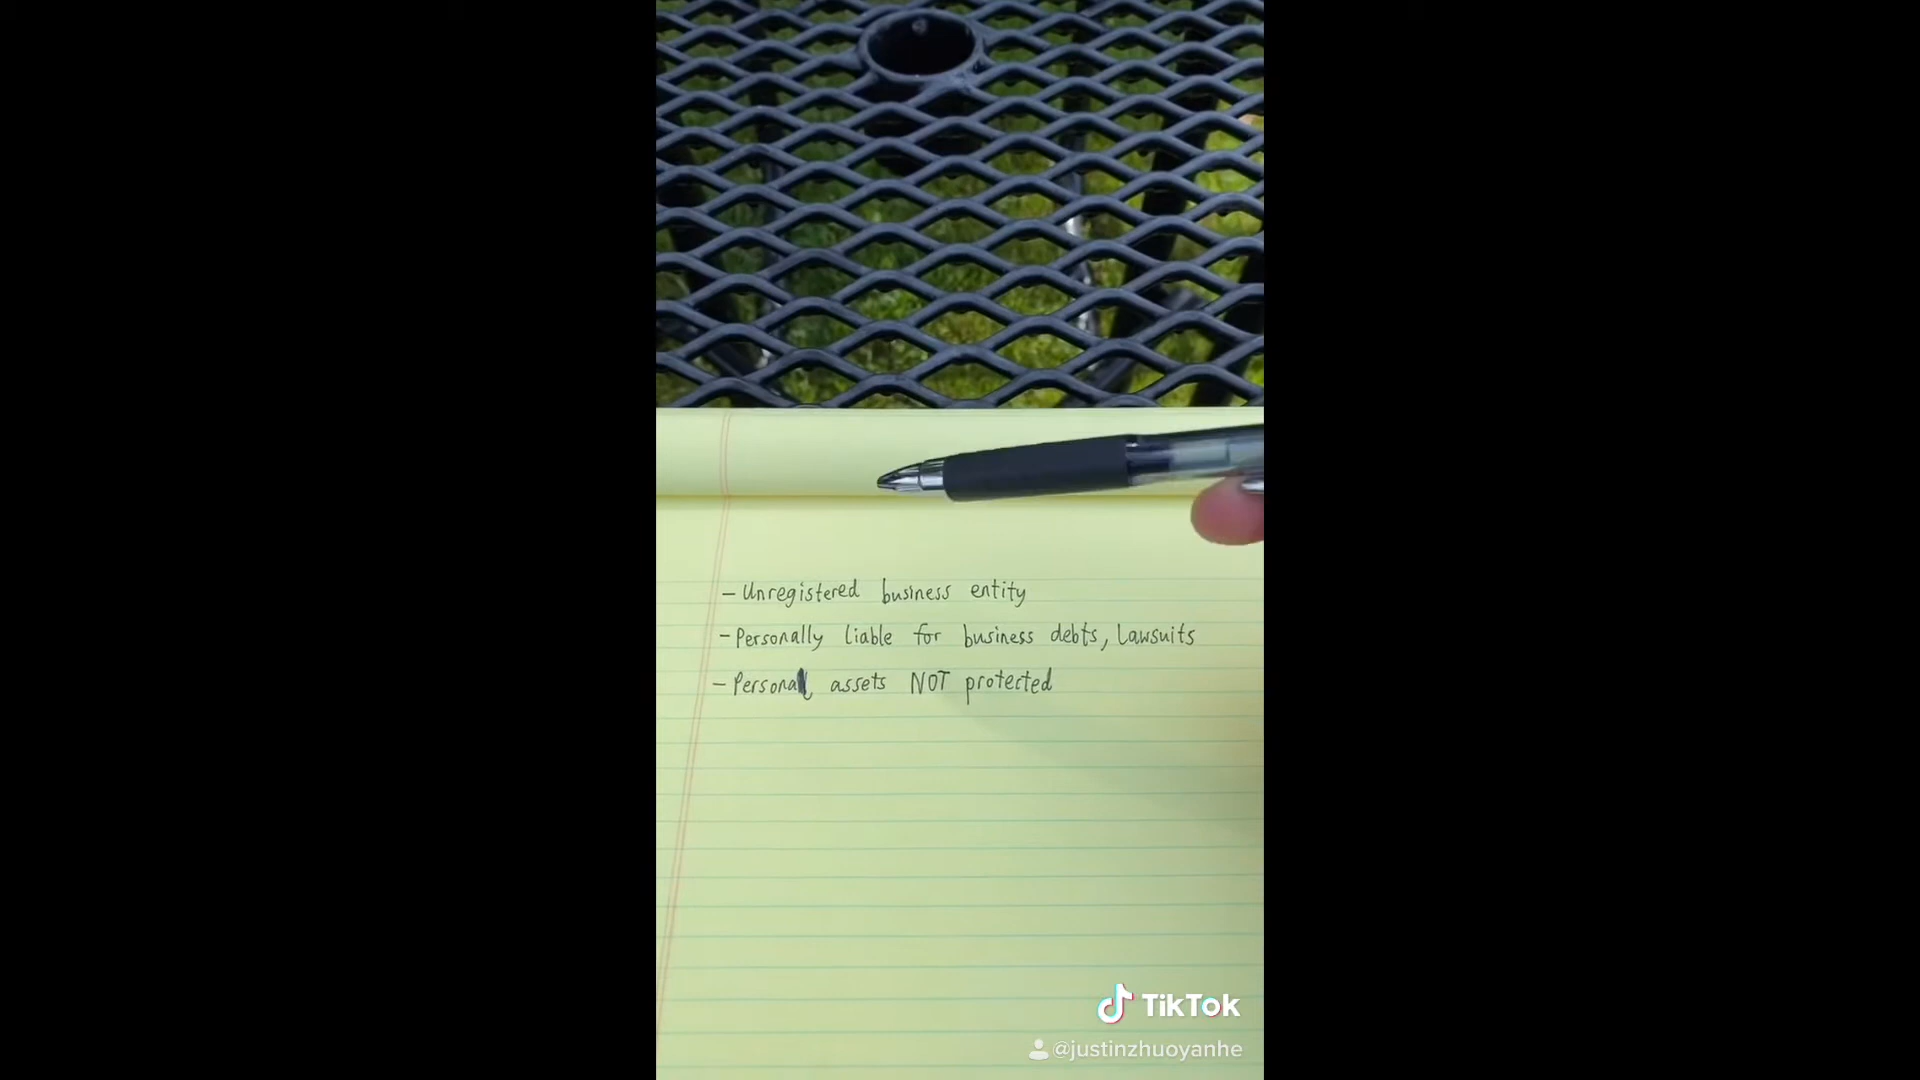 - Unregistered business entity
- Personally liable for business debts, Lawsuits
- Personal assets NOT protected
TikTok
@justinzhuoyanhe